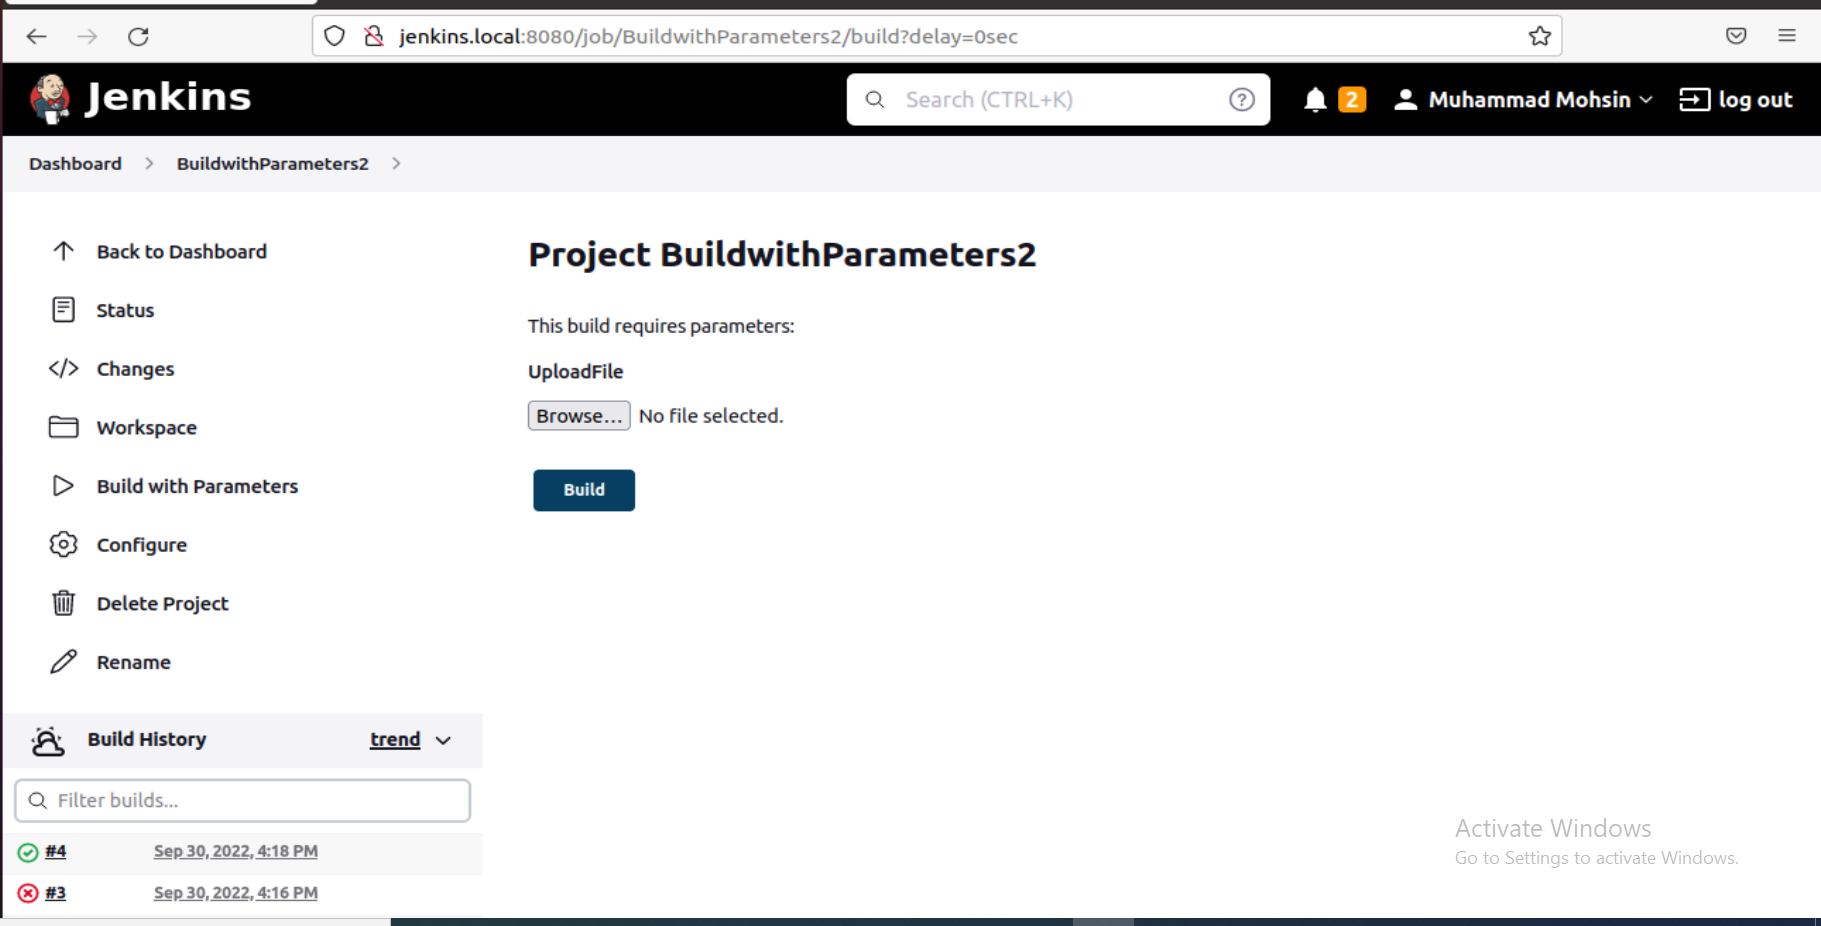 jenkins.local:8080/job/BuildwithParameters2/build?delay=0sec
Jenkins
Search (CTRL+K)
2
Muhammad Mohsin
log out
Dashboard
BuildwithParameters2
Back to Dashboard
Status
Changes
Workspace
Build with Parameters
Configure
Delete Project
Rename
Project BuildwithParameters2
This build requires parameters:
UploadFile
Browse... No file selected.
Build
Build History trend
Filter builds...
#4 Sep 30, 2022, 4:18 PM
#3 Sep 30, 2022, 4:16 PM
Activate Windows
Go to Settings to activate Windows.